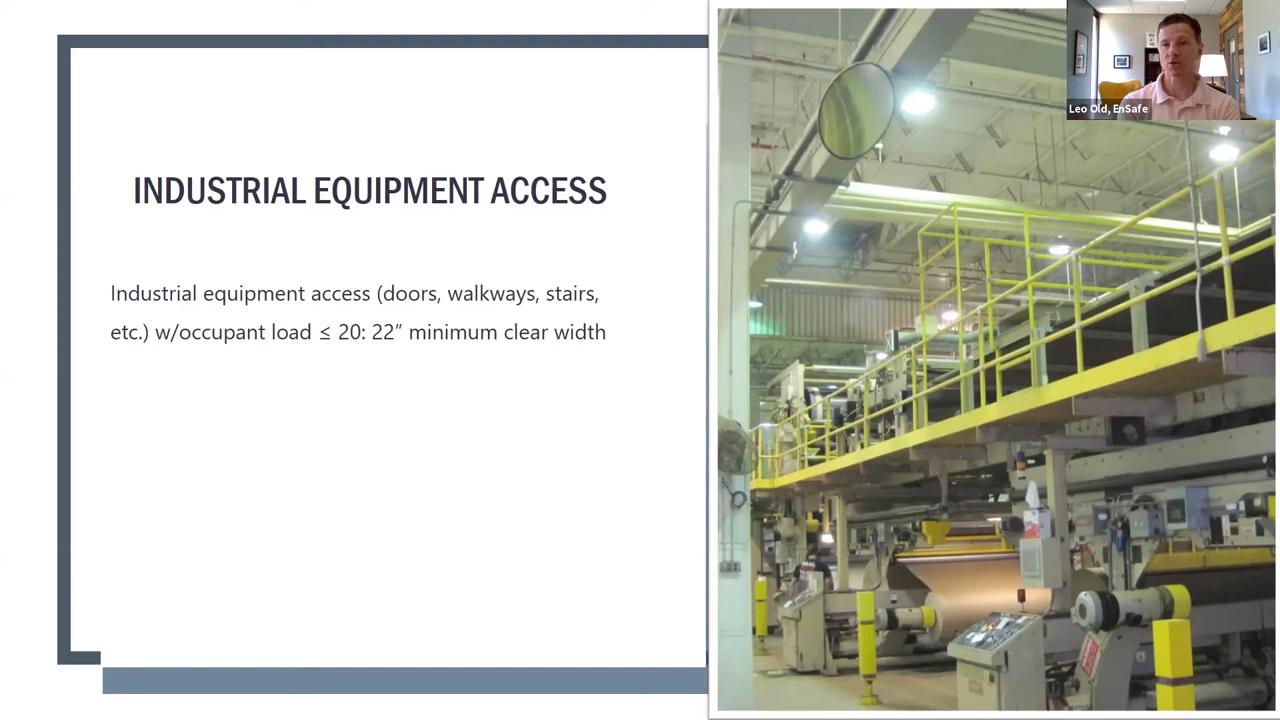 INDUSTRIAL EQUIPMENT ACCESS
Industrial equipment access (doors, walkways, stairs,
etc.) w/occupant load ≤ 20: 22” minimum clear width
Leo Old, EnSafe